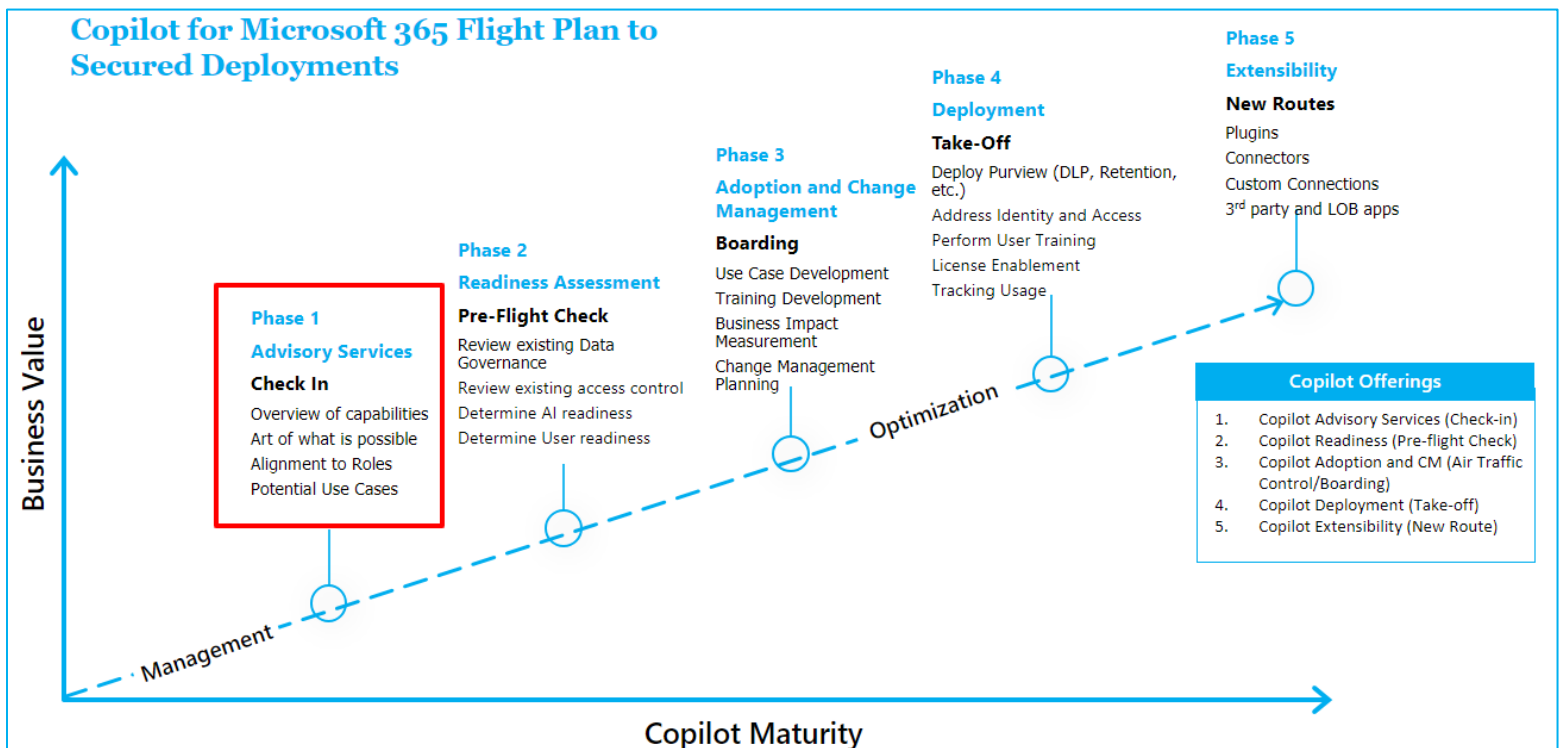 Copilot for Microsoft 365 Flight Plan to
Secured Deployments
Business Value
Phase 1
Advisory Services
Check In
Overview of capabilities
Art of what is possible
Alignment to Roles
Potential Use Cases
Phase 2
Readiness Assessment
Pre-Flight Check
Review existing Data
Governance
Review existing access control
Determine AI readiness
Determine User readiness
Phase 3
Adoption and Change
Management
Boarding
Use Case Development
Training Development
Business Impact
Measurement
Change Management
Planning
Phase 4
Deployment
Take-Off
Deploy Purview (DLP, Retention,
etc.)
Address Identity and Access
Perform User Training
License Enablement
Tracking Usage
Phase 5
Extensibility
New Routes
Plugins
Connectors
Custom Connections
3rd party and LOB apps
Management
Optimization
Copilot Offerings
1. Copilot Advisory Services (Check-in)
2. Copilot Readiness (Pre-flight Check)
3. Copilot Adoption and CM (Air Traffic
Control/Boarding)
4. Copilot Deployment (Take-off)
5. Copilot Extensibility (New Route)
Copilot Maturity